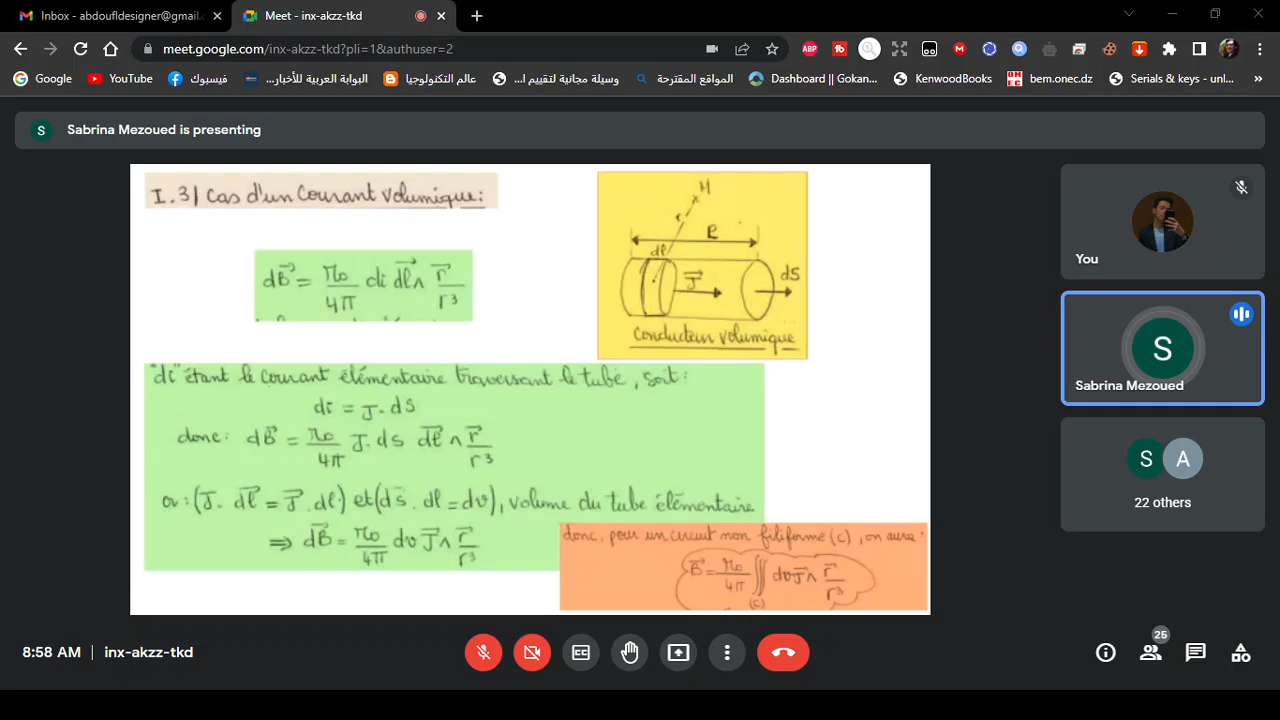 Inbox - abdoufldesigner@gmail.c
Meet - inx-akzz-tkd
meet.google.com/inx-akzz-tkd?pli=1&authuser=2
Google
YouTube
فيسبوك
البوابة العربية للأخبار...
عالم التكنولوجيا
وسيلة مجانية لتقييم ا...
المواقع المقترحة
Dashboard || Gokan...
KenwoodBooks
bem.onec.dz
Serials & keys - unl...
»
S
Sabrina Mezoued is presenting
I.3/ Cas d'un Courant volumique:
dB⃗ = μ₀/4π di dl⃗ ∧ r⃗/r³
M
r
l
dl
J⃗
dS
Conducteur volumique
"di" étant le courant élémentaire traversant le tube, soit:
di = J. dS
donc: dB⃗ = μ₀/4π J. ds dl⃗ ∧ r⃗/r³
or: (J. dl⃗ = J⃗. dl) et (ds. dl = dv), volume du tube élémentaire
⇒ dB⃗ = μ₀/4π dv J⃗ ∧ r⃗/r³
donc, pour un circuit non filiforme (c), on aura:
B⃗ = μ₀/4π ∭(c) dv J⃗ ∧ r⃗/r³
You
S
Sabrina Mezoued
S A
22 others
8:58 AM | inx-akzz-tkd
25